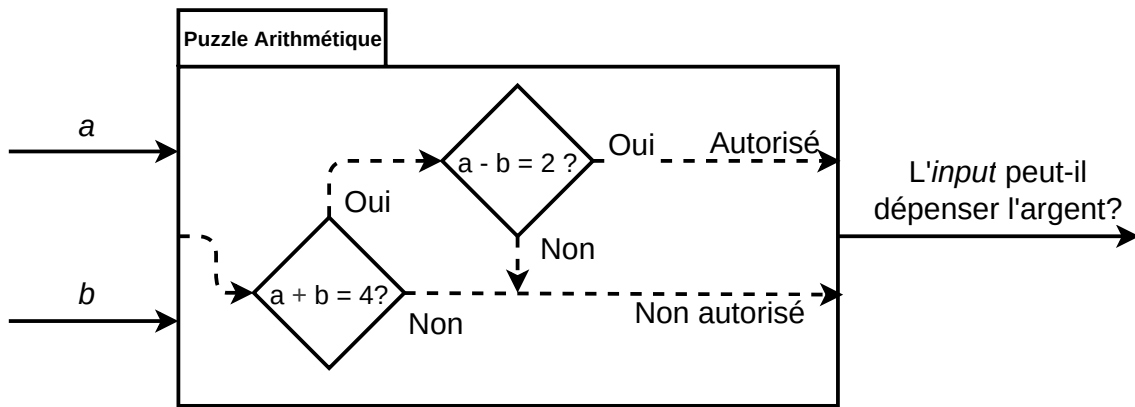 Puzzle Arithmétique
a
b
a + b = 4?
Oui
Non
a - b = 2 ?
Oui
Non
Autorisé
Non autorisé
L'input peut-il
dépenser l'argent?